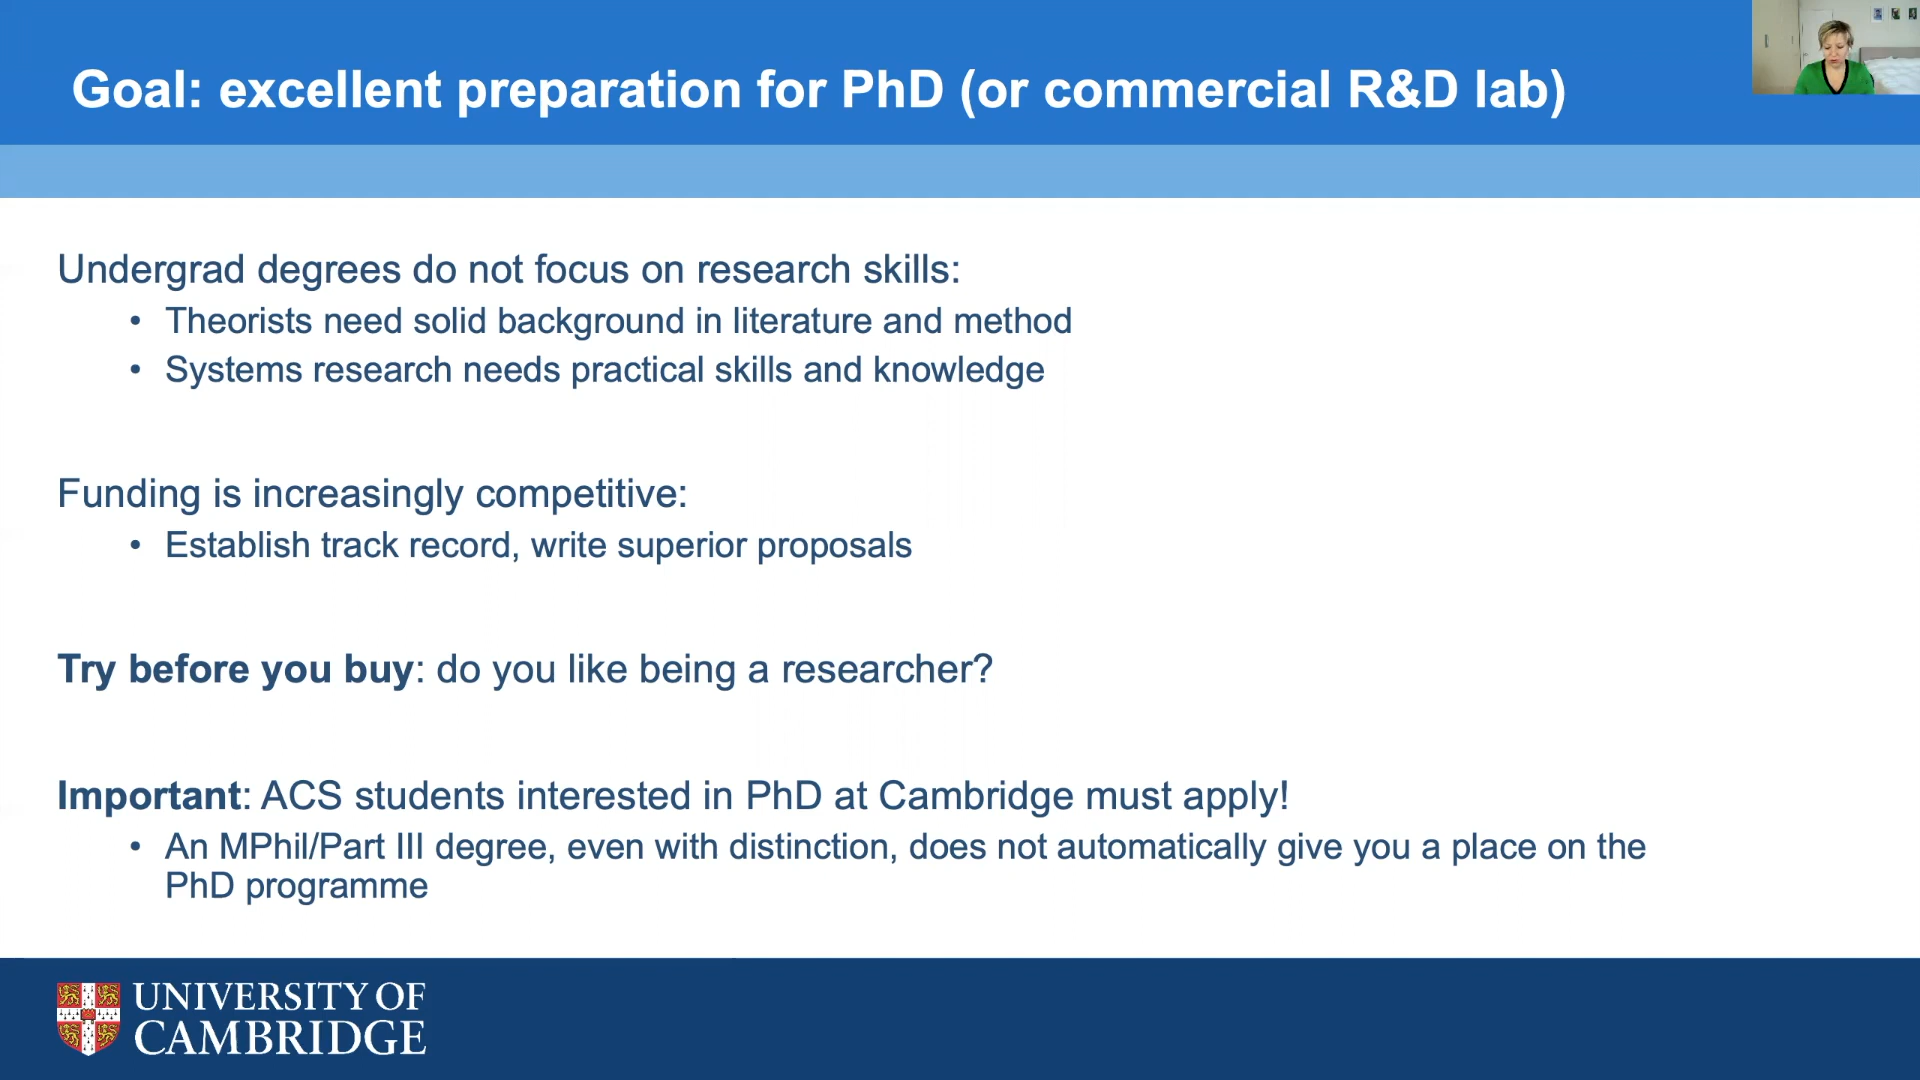 Goal: excellent preparation for PhD (or commercial R&D lab)
Undergrad degrees do not focus on research skills:
• Theorists need solid background in literature and method
• Systems research needs practical skills and knowledge
Funding is increasingly competitive:
• Establish track record, write superior proposals
Try before you buy: do you like being a researcher?
Important: ACS students interested in PhD at Cambridge must apply!
• An MPhil/Part III degree, even with distinction, does not automatically give you a place on the
PhD programme
UNIVERSITY OF
CAMBRIDGE